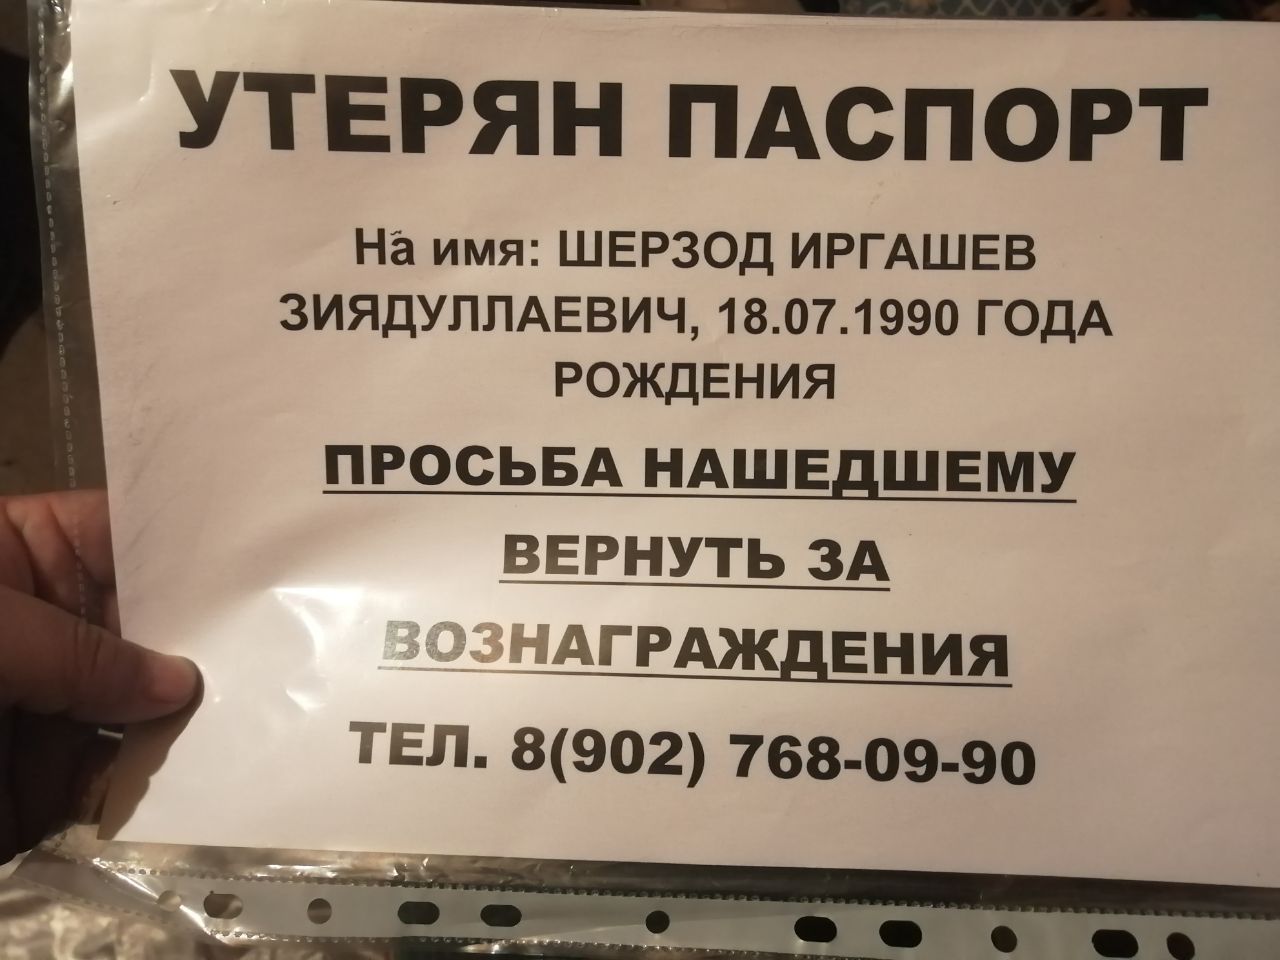 УТЕРЯН ПАСПОРТ
На имя: ШЕРЗОД ИРГАШЕВ
ЗИЯДУЛЛАЕВИЧ, 18.07.1990 ГОДА
РОЖДЕНИЯ
ПРОСЬБА НАШЕДШЕМУ
ВЕРНУТЬ ЗА
ВОЗНАГРАЖДЕНИЯ
ТЕЛ. 8(902) 768-09-90